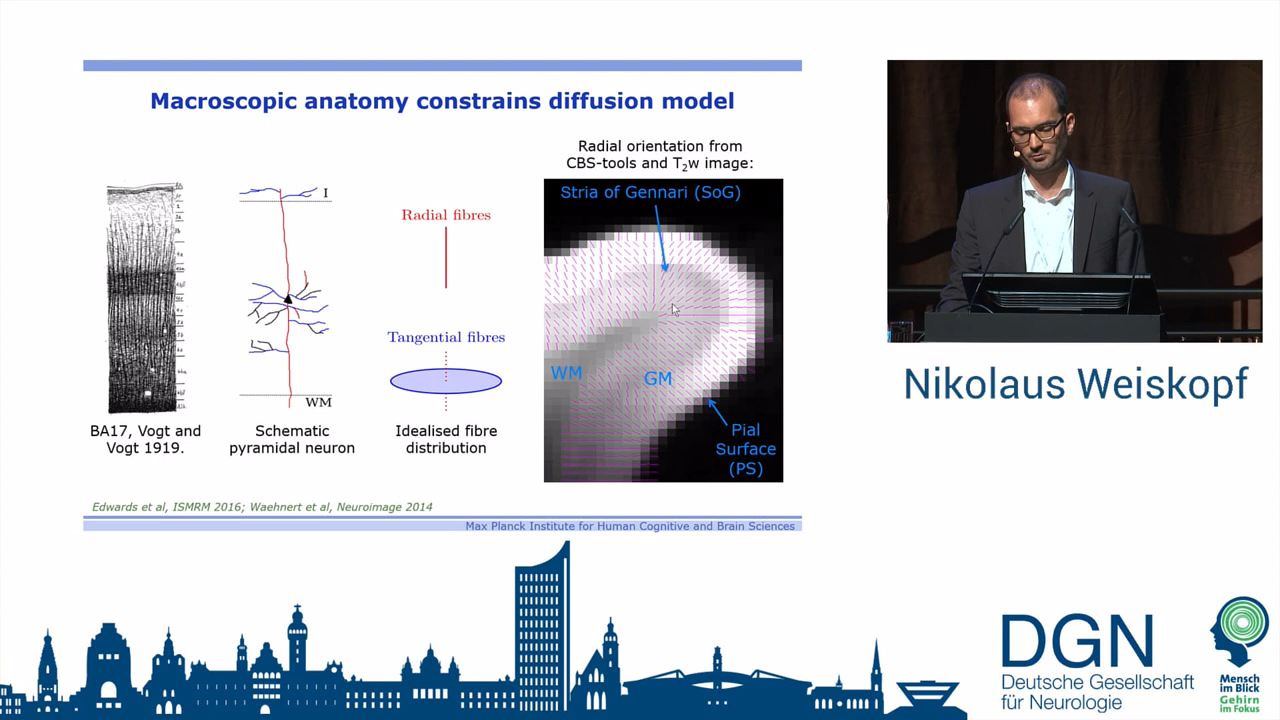 Macroscopic anatomy constrains diffusion model
Radial orientation from
CBS-tools and T2w image:
Stria of Gennari (SoG)
I
Radial fibres
Tangential fibres
WM
WM
GM
Pial
Surface
(PS)
BA17, Vogt and
Vogt 1919.
Schematic
pyramidal neuron
Idealised fibre
distribution
Edwards et al, ISMRM 2016; Waehnert et al, Neuroimage 2014
Max Planck Institute for Human Cognitive and Brain Sciences
Nikolaus Weiskopf
DGN
Deutsche Gesellschaft
für Neurologie
Mensch
im Blick
Gehirn
im Fokus